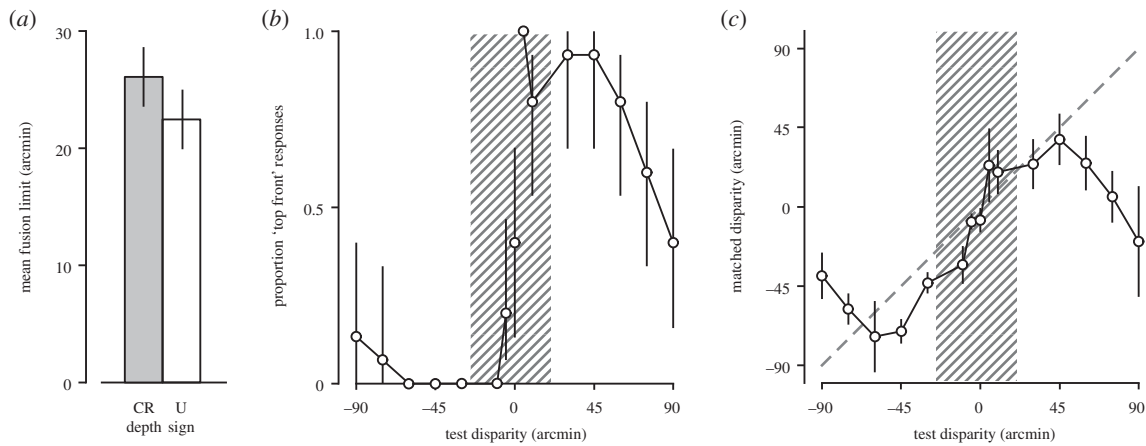 (a)
30
20
10
0
mean fusion limit (arcmin)
CR U
depth sign
(b)
1.0
0.5
0
proportion ‘top front’ responses
–90 –45 0 45 90
test disparity (arcmin)
(c)
90
45
0
–45
–90
matched disparity (arcmin)
–90 –45 0 45 90
test disparity (arcmin)